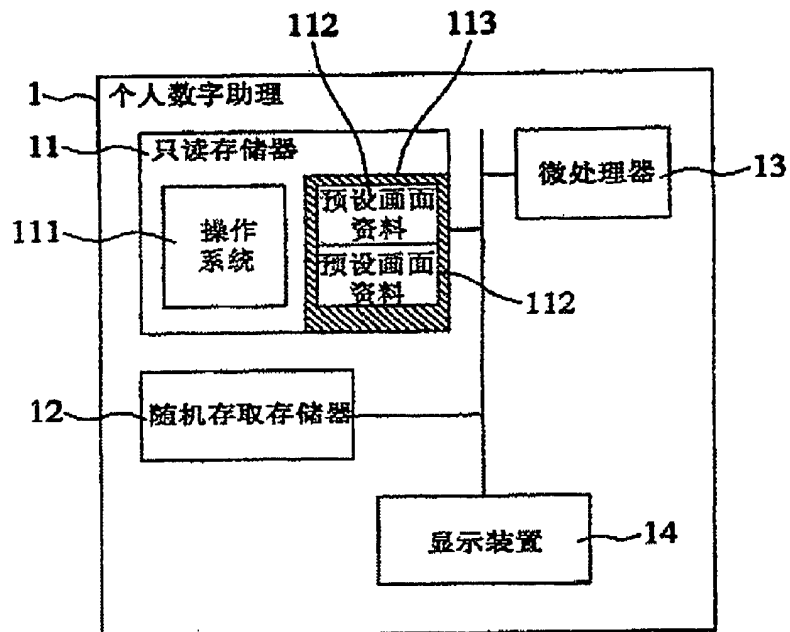 112
113
1
个人数字助理
11
只读存储器
微处理器
13
预设画面
资料
111
操作
系统
预设画面
资料
112
12
随机存取存储器
显示装置
14